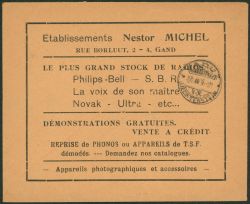 Etablissements Nestor MICHEL
RUE BORLUUT, 2 - 4, GAND
LE PLUS GRAND STOCK DE
Philips-Bell - S. B. R.
La voix de son maître
Novak - Ultra - etc...
DÉMONSTRATIONS GRATUITES.
VENTE A CRÉDIT
REPRISE de PHONOS ou APPAREILS de T.S.F.
démodés. — Demandez nos catalogues.
Appareils photographiques et accessoires